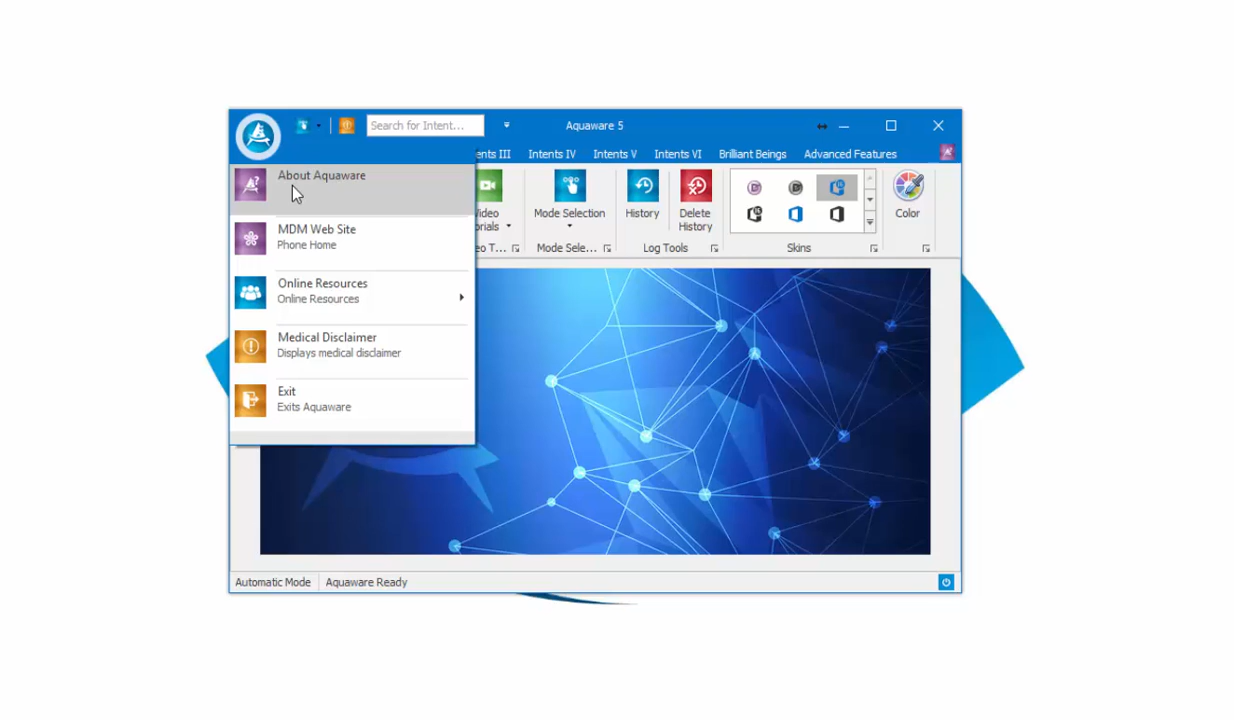 Search for Intent...
Aquaware 5
ents III
Intents IV
Intents V
Intents VI
Brilliant Beings
Advanced Features
About Aquaware
MDM Web Site
Phone Home
Online Resources
Online Resources
Medical Disclaimer
Displays medical disclaimer
Exit
Exits Aquaware
ideo
rials
eo T...
Mode Selection
Mode Sele...
History
Delete
History
Log Tools
Skins
Color
Automatic Mode
Aquaware Ready